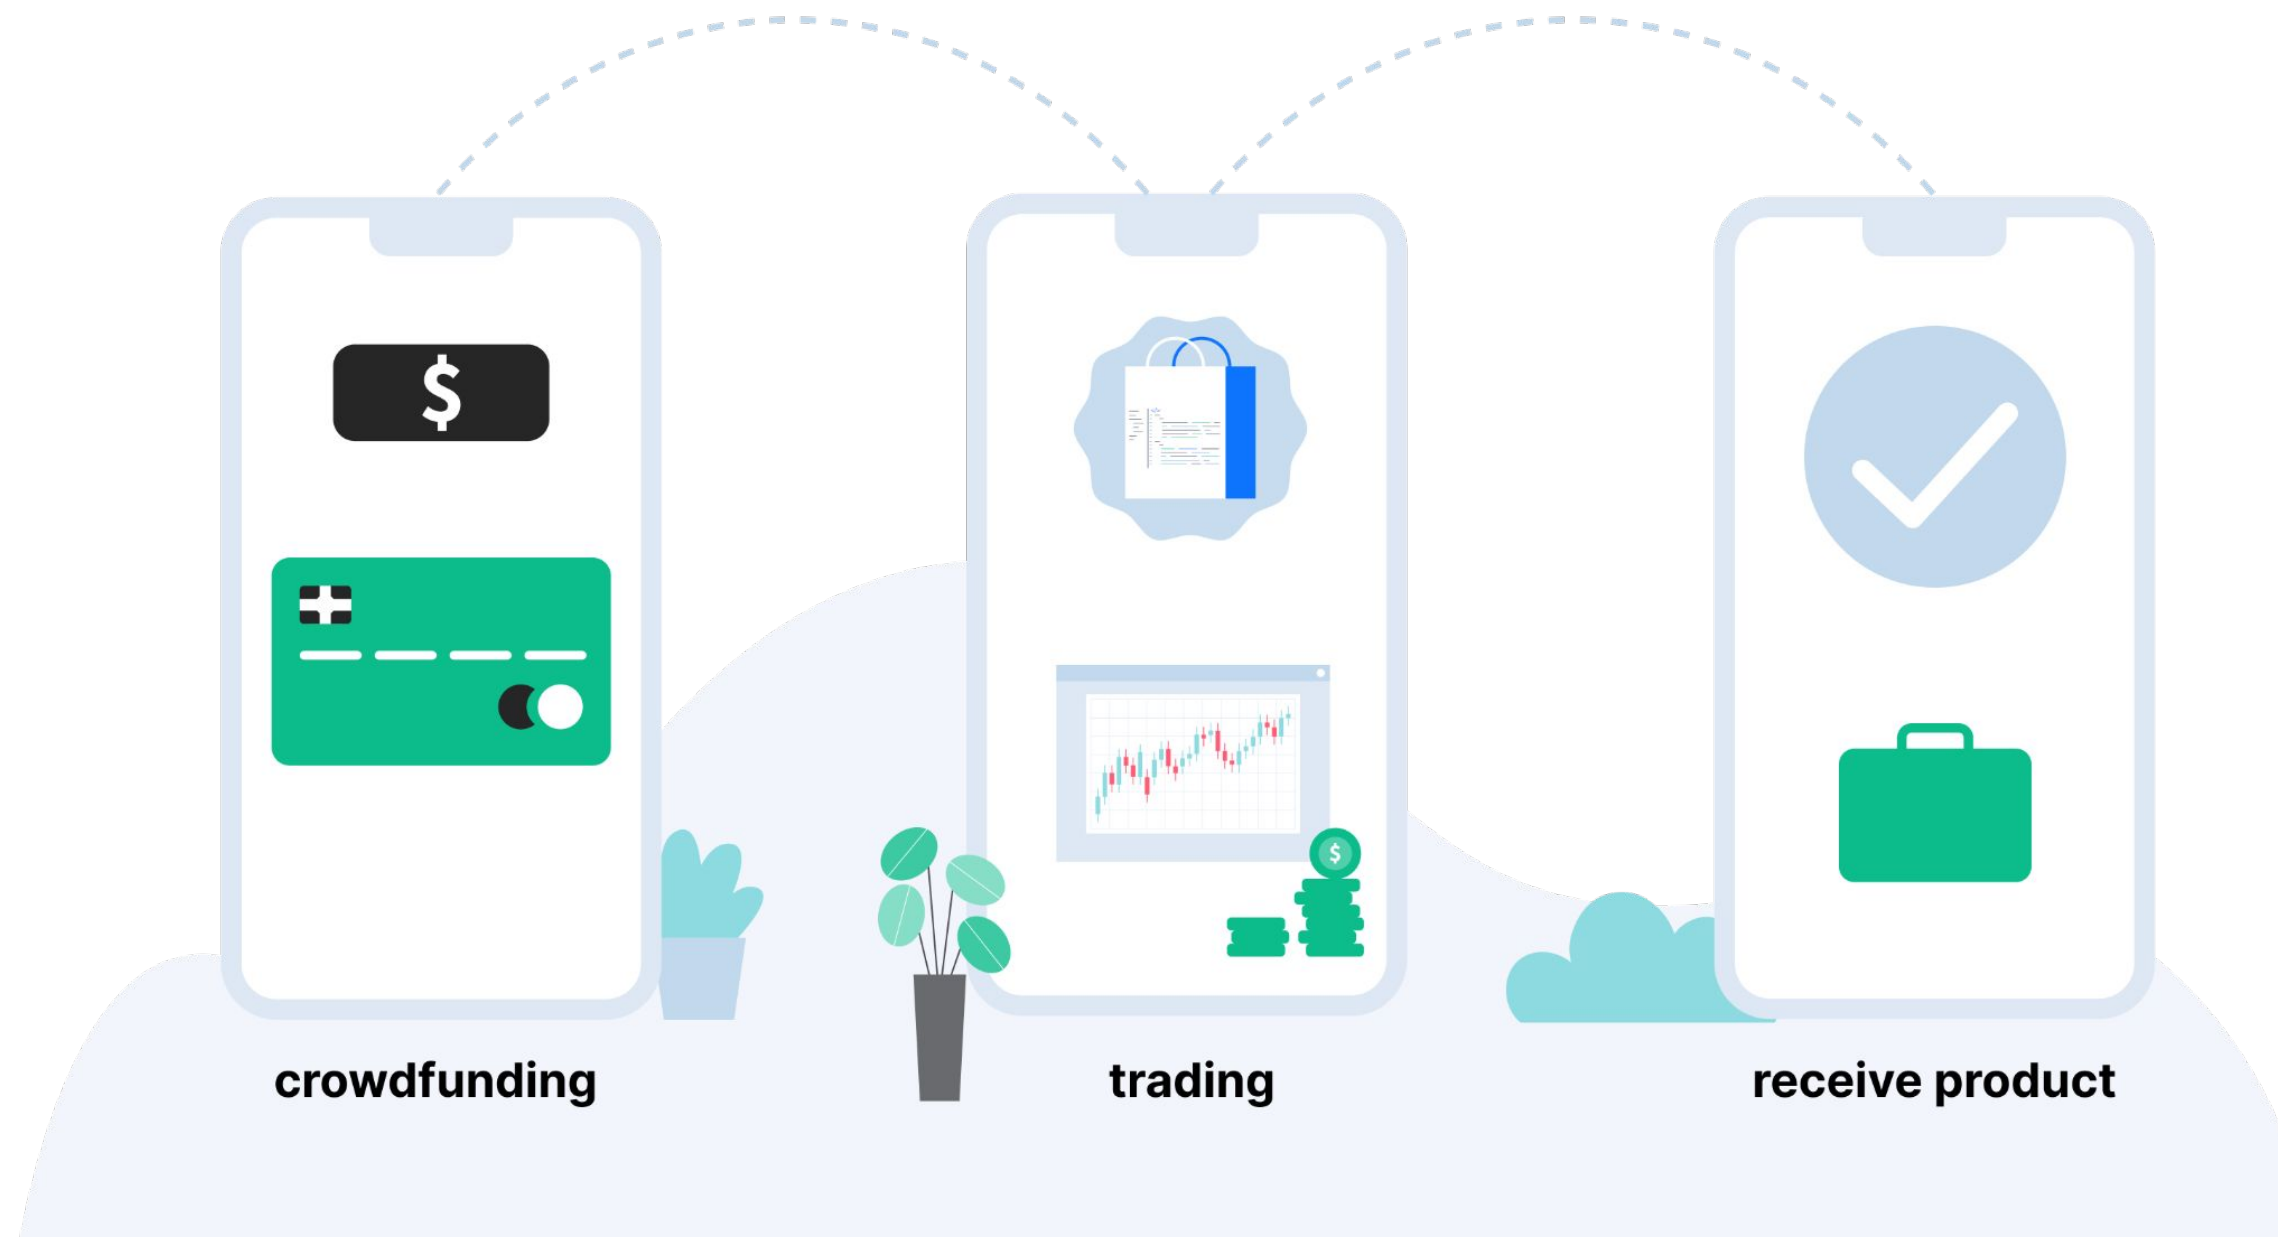 $
$
crowdfunding
trading
receive product